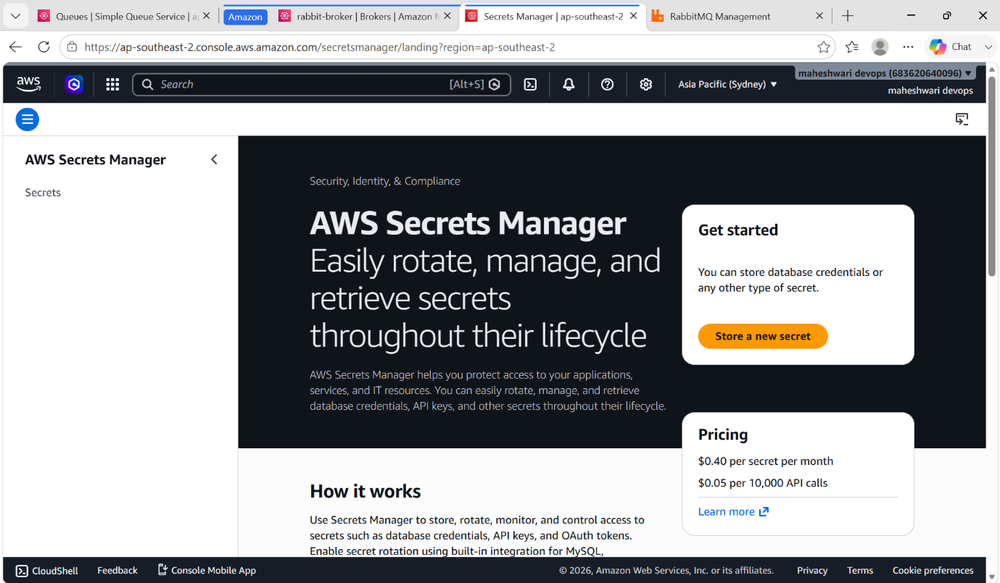 Queues | Simple Queue Service | a
Amazon
rabbit-broker | Brokers | Amazon M
Secrets Manager | ap-southeast-2
RabbitMQ Management
https://ap-southeast-2.console.aws.amazon.com/secretsmanager/landing?region=ap-southeast-2
Chat
aws
Search
[Alt+S]
Asia Pacific (Sydney)
maheshwari devops (683620640096)
maheshwari devops
AWS Secrets Manager
Secrets
Security, Identity, & Compliance
AWS Secrets Manager
Easily rotate, manage, and
retrieve secrets
throughout their lifecycle
AWS Secrets Manager helps you protect access to your applications,
services, and IT resources. You can easily rotate, manage, and retrieve
database credentials, API keys, and other secrets throughout their lifecycle.
Get started
You can store database credentials or
any other type of secret.
Store a new secret
Pricing
$0.40 per secret per month
$0.05 per 10,000 API calls
Learn more
How it works
Use Secrets Manager to store, rotate, monitor, and control access to
secrets such as database credentials, API keys, and OAuth tokens.
Enable secret rotation using built-in integration for MySQL,
CloudShell
Feedback
Console Mobile App
© 2026, Amazon Web Services, Inc. or its affiliates.
Privacy
Terms
Cookie preferences